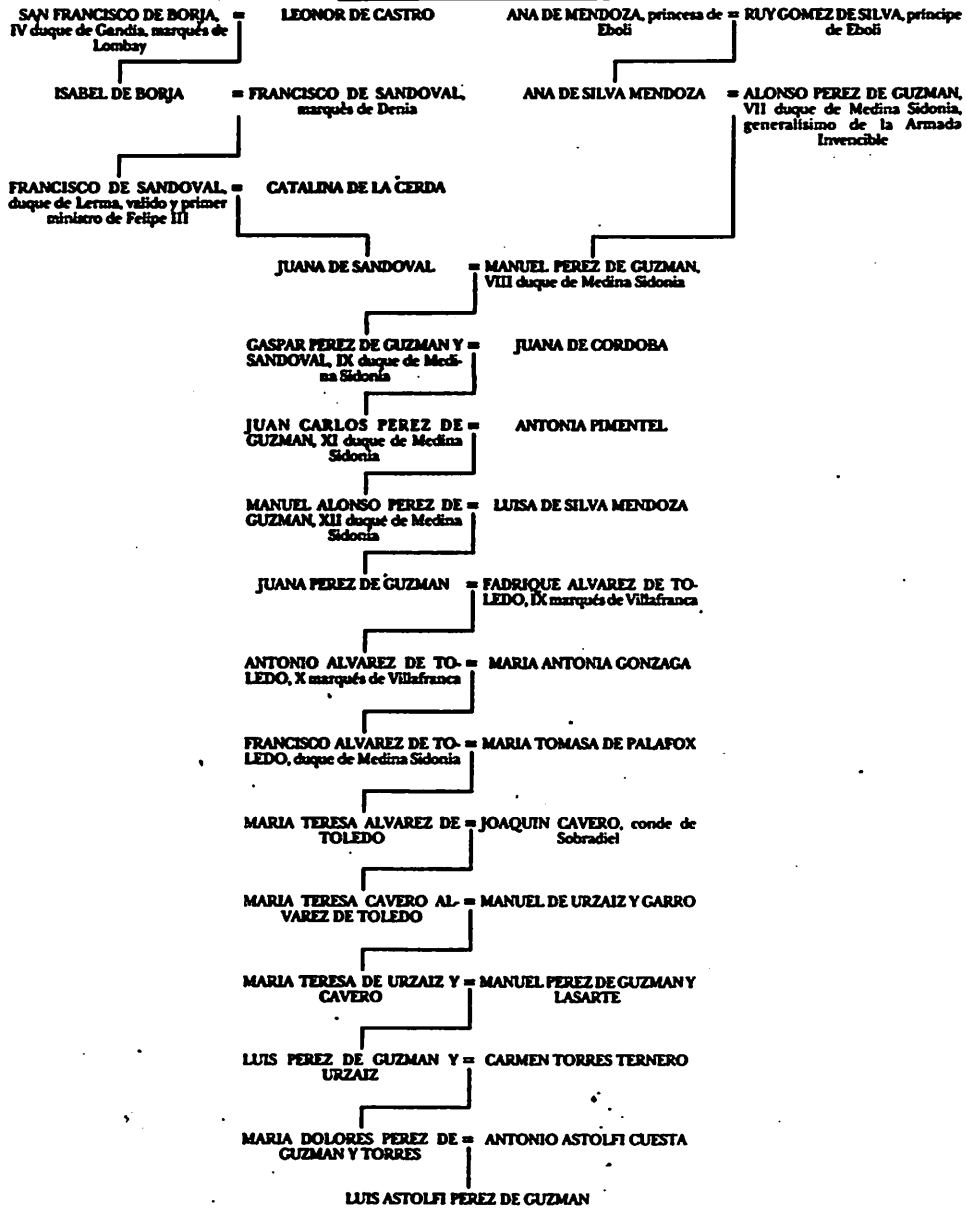 SAN FRANCISCO DE BORJA, = LEONOR DE CASTRO
IV duque de Gandía, marqués de
Lombay
ANA DE MENDOZA, princesa de = RUY GOMEZ DE SILVA, príncipe
Eboli
de Eboli
ISABEL DE BORJA = FRANCISCO DE SANDOVAL,
marqués de Denia
ANA DE SILVA MENDOZA = ALONSO PEREZ DE GUZMAN,
VII duque de Medina Sidonia,
generalísimo de la Armada
Invencible
FRANCISCO DE SANDOVAL, = CATALINA DE LA CERDA
duque de Lerma, valido y primer
ministro de Felipe III
JUANA DE SANDOVAL = MANUEL PEREZ DE GUZMAN,
VIII duque de Medina Sidonia
GASPAR PEREZ DE GUZMAN Y = JUANA DE CORDOBA
SANDOVAL, IX duque de Medi-
na Sidonia
JUAN CARLOS PEREZ DE = ANTONIA PIMENTEL
GUZMAN, XI duque de Medina
Sidonia
MANUEL ALONSO PEREZ DE = LUISA DE SILVA MENDOZA
GUZMAN, XII duque de Medina
Sidonia
JUANA PEREZ DE GUZMAN = FADRIQUE ALVAREZ DE TO-
LEDO, IX marqués de Villafranca
ANTONIO ALVAREZ DE TO- = MARIA ANTONIA GONZAGA
LEDO, X marqués de Villafranca
FRANCISCO ALVAREZ DE TO- = MARIA TOMASA DE PALAFOX
LEDO, duque de Medina Sidonia
MARIA TERESA ALVAREZ DE = JOAQUIN CAVERO, conde de
TOLEDO
Sobradiel
MARIA TERESA CAVERO AL- = MANUEL DE URZAIZ Y GARRO
VAREZ DE TOLEDO
MARIA TERESA DE URZAIZ Y = MANUEL PEREZ DE GUZMAN Y
CAVERO
LASARTE
LUIS PEREZ DE GUZMAN Y = CARMEN TORRES TERNERO
URZAIZ
MARIA DOLORES PEREZ DE = ANTONIO ASTOLFI CUESTA
GUZMAN Y TORRES
LUIS ASTOLFI PEREZ DE GUZMAN